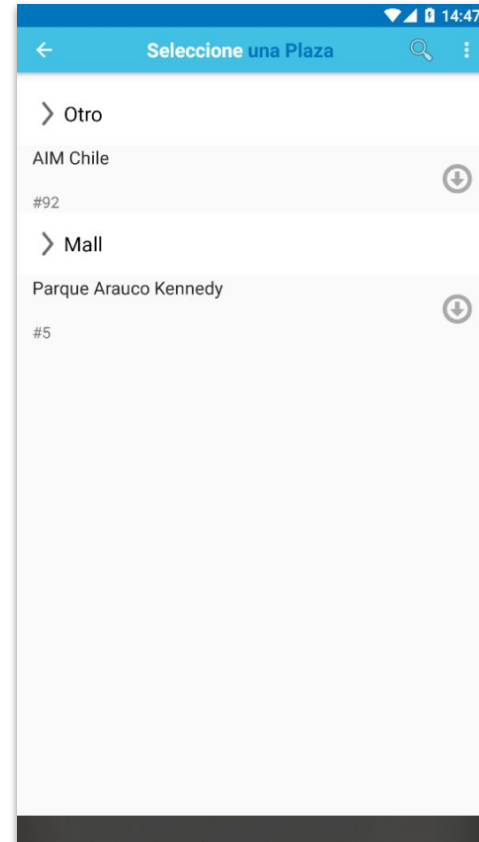 14:47
Seleccione una Plaza
Otro
AIM Chile
#92
Mall
Parque Arauco Kennedy
#5